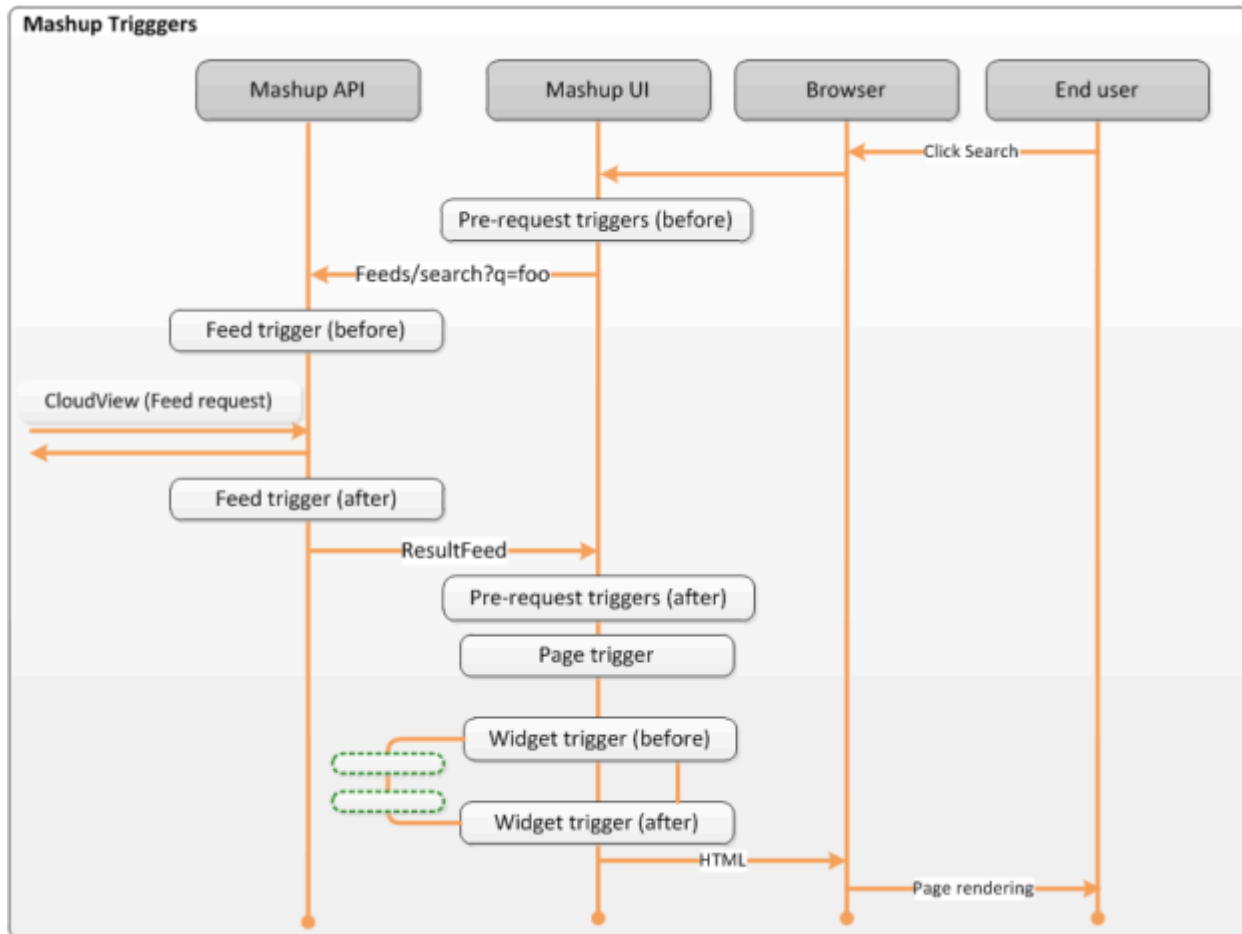 Mashup Trigggers
Mashup API
Mashup UI
Browser
End user
Click Search
Pre-request triggers (before)
Feeds/search?q=foo
Feed trigger (before)
CloudView (Feed request)
Feed trigger (after)
ResultFeed
Pre-request triggers (after)
Page trigger
Widget trigger (before)
Widget trigger (after)
HTML
Page rendering